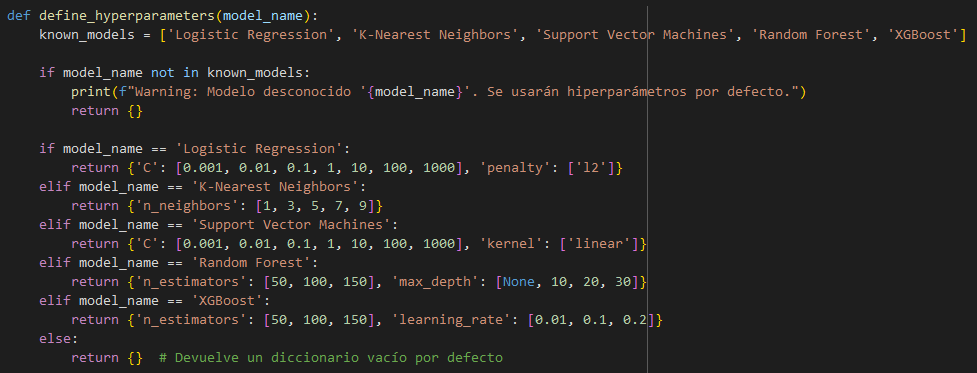 def define_hyperparameters(model_name):
    known_models = ['Logistic Regression', 'K-Nearest Neighbors', 'Support Vector Machines', 'Random Forest', 'XGBoost']
    if model_name not in known_models:
        print(f"Warning: Modelo desconocido '{model_name}'. Se usarán hiperparámetros por defecto.")
        return {}
    if model_name == 'Logistic Regression':
        return {'C': [0.001, 0.01, 0.1, 1, 10, 100, 1000], 'penalty': ['l2']}
    elif model_name == 'K-Nearest Neighbors':
        return {'n_neighbors': [1, 3, 5, 7, 9]}
    elif model_name == 'Support Vector Machines':
        return {'C': [0.001, 0.01, 0.1, 1, 10, 100, 1000], 'kernel': ['linear']}
    elif model_name == 'Random Forest':
        return {'n_estimators': [50, 100, 150], 'max_depth': [None, 10, 20, 30]}
    elif model_name == 'XGBoost':
        return {'n_estimators': [50, 100, 150], 'learning_rate': [0.01, 0.1, 0.2]}
    else:
        return {}  # Devuelve un diccionario vacío por defecto